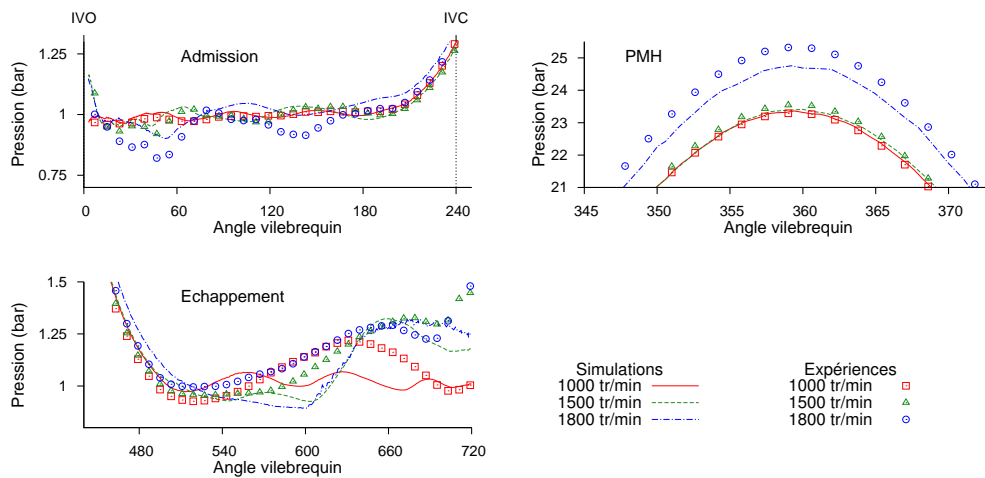 IVO
IVC
1.25
1
0.75
Pression (bar)
Admission
0
60
120
180
240
Angle vilebrequin
25
24
23
22
21
Pression (bar)
PMH
345
350
355
360
365
370
Angle vilebrequin
1.5
1.25
1
Pression (bar)
Echappement
480
540
600
660
720
Angle vilebrequin
Simulations
1000 tr/min
1500 tr/min
1800 tr/min
Expériences
1000 tr/min
1500 tr/min
1800 tr/min